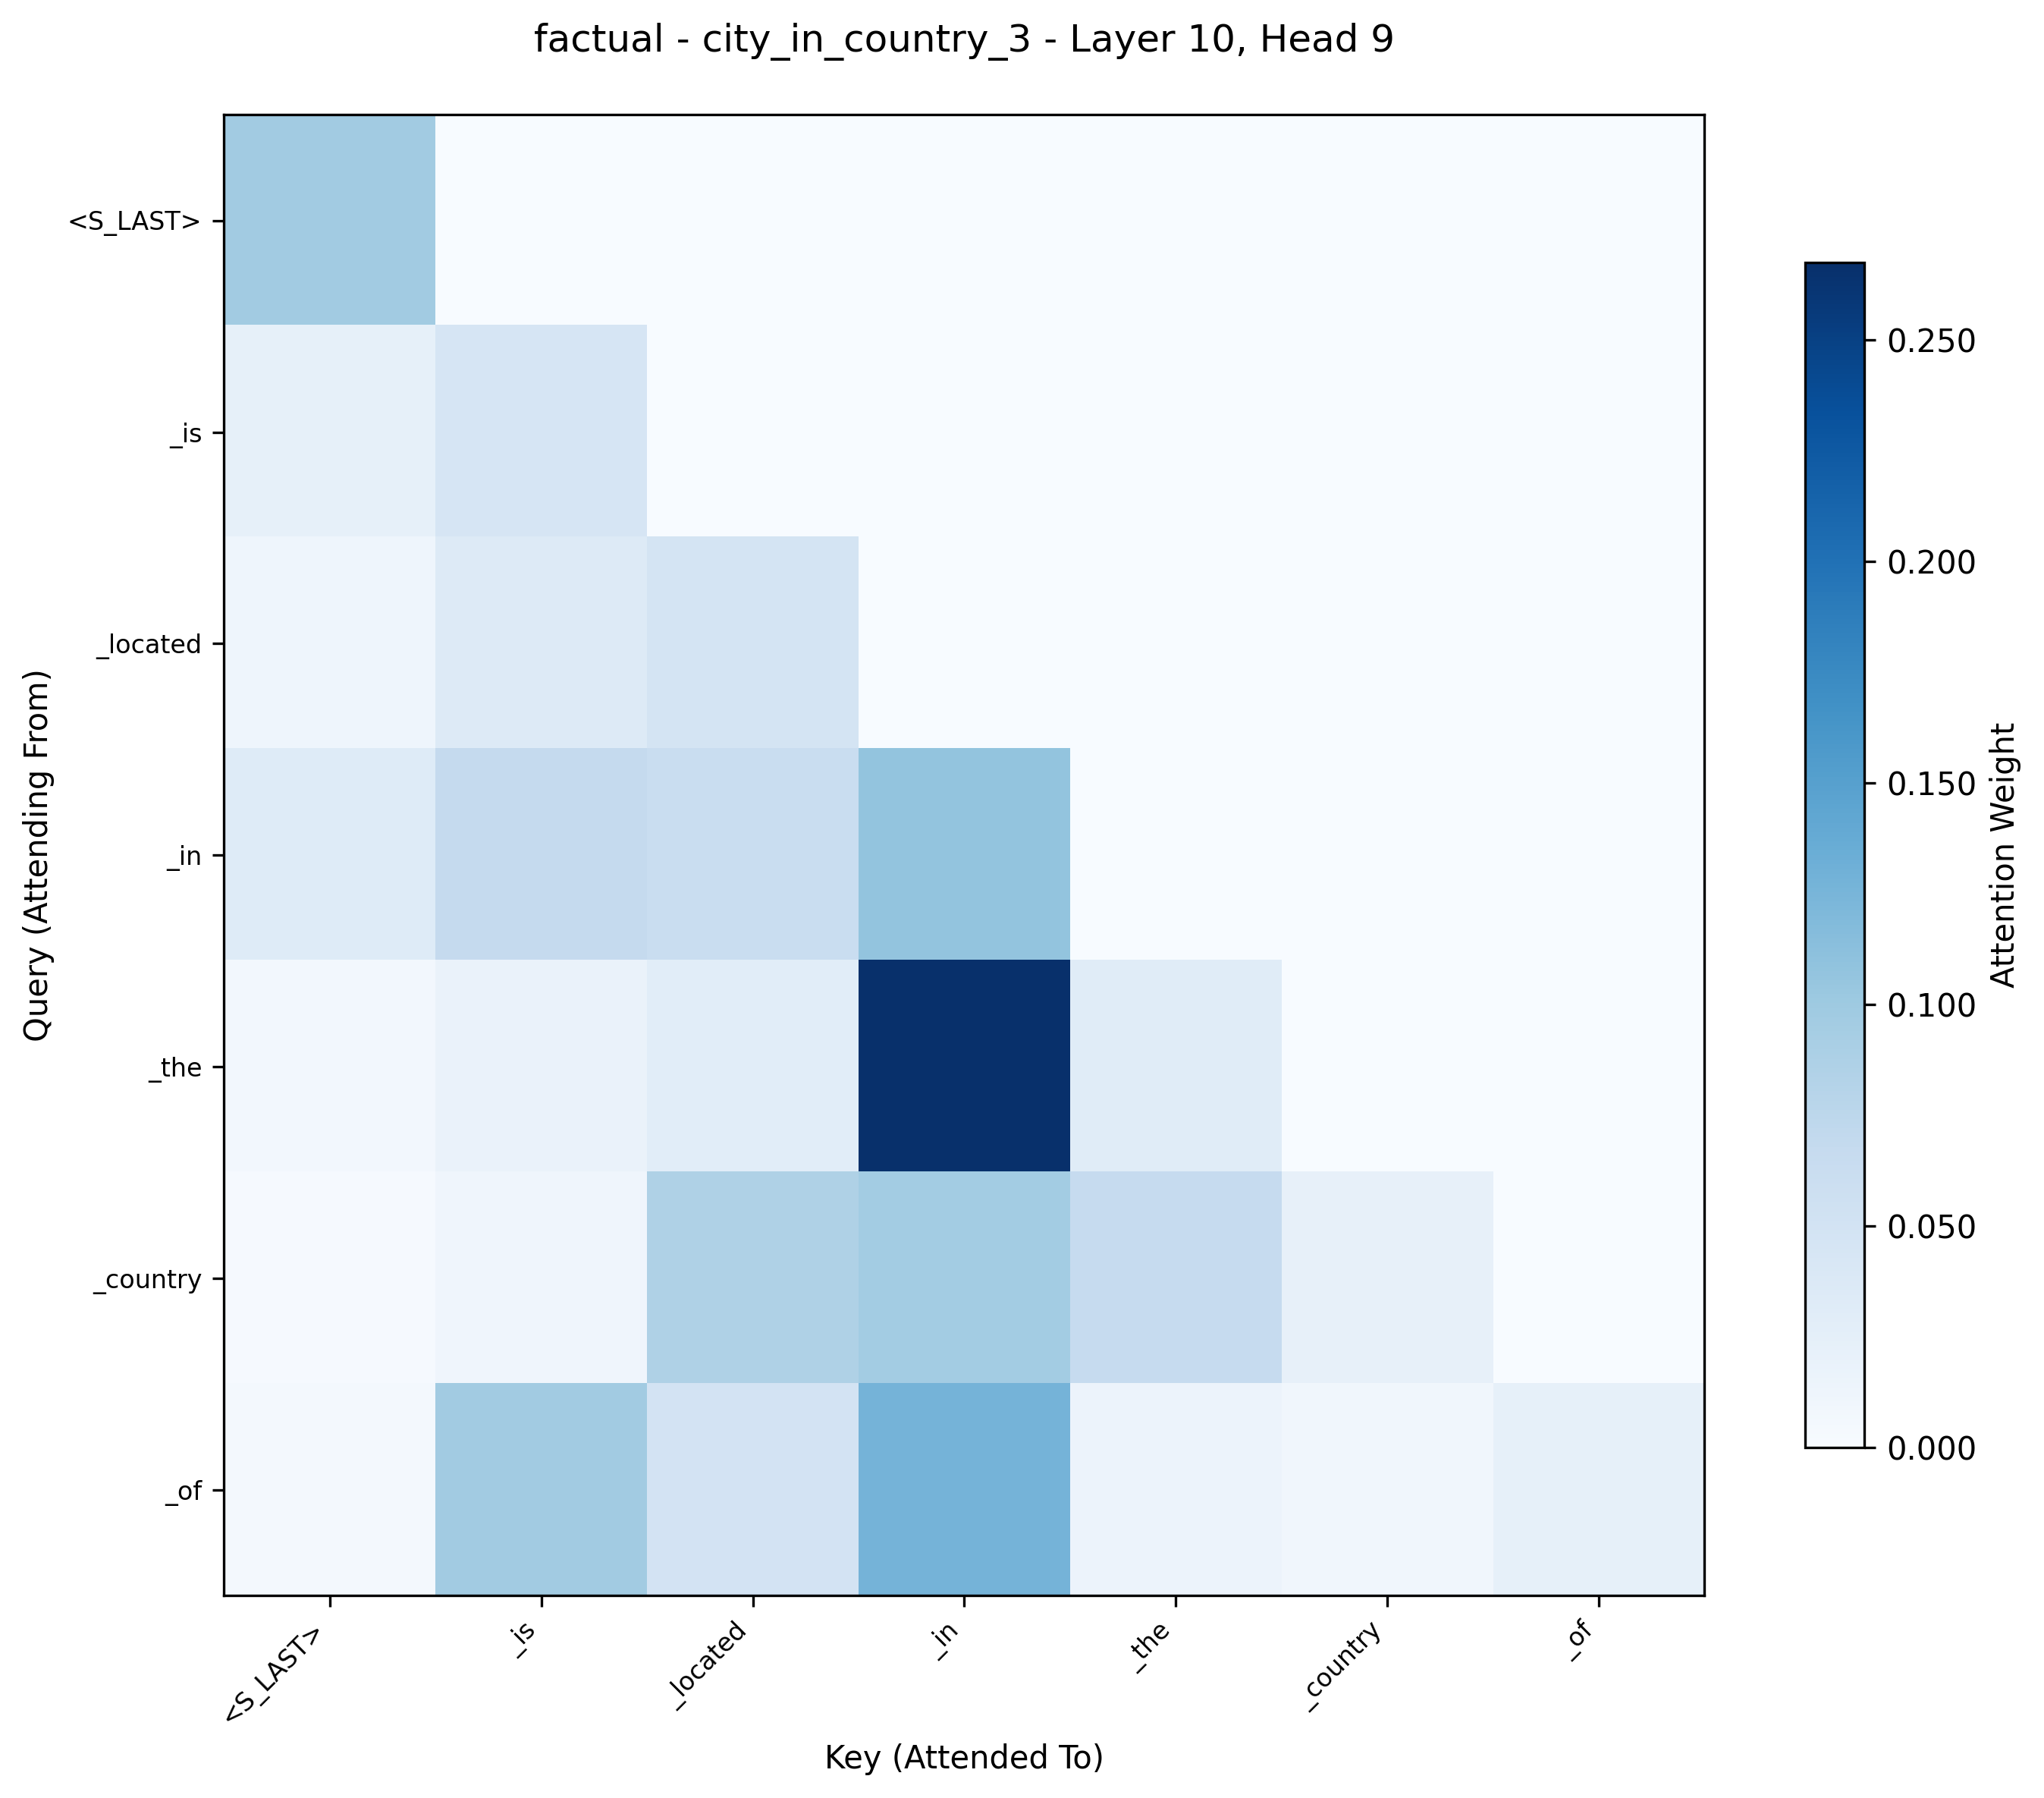 factual - city_in_country_3 - Layer 10, Head 9
Query (Attending From)
<S_LAST>
_is
_located
_in
_the
_country
_of
<S_LAST>
_is
_located
_in
_the
_country
_of
Key (Attended To)
0.250
0.200
0.150
0.100
0.050
0.000
Attention Weight